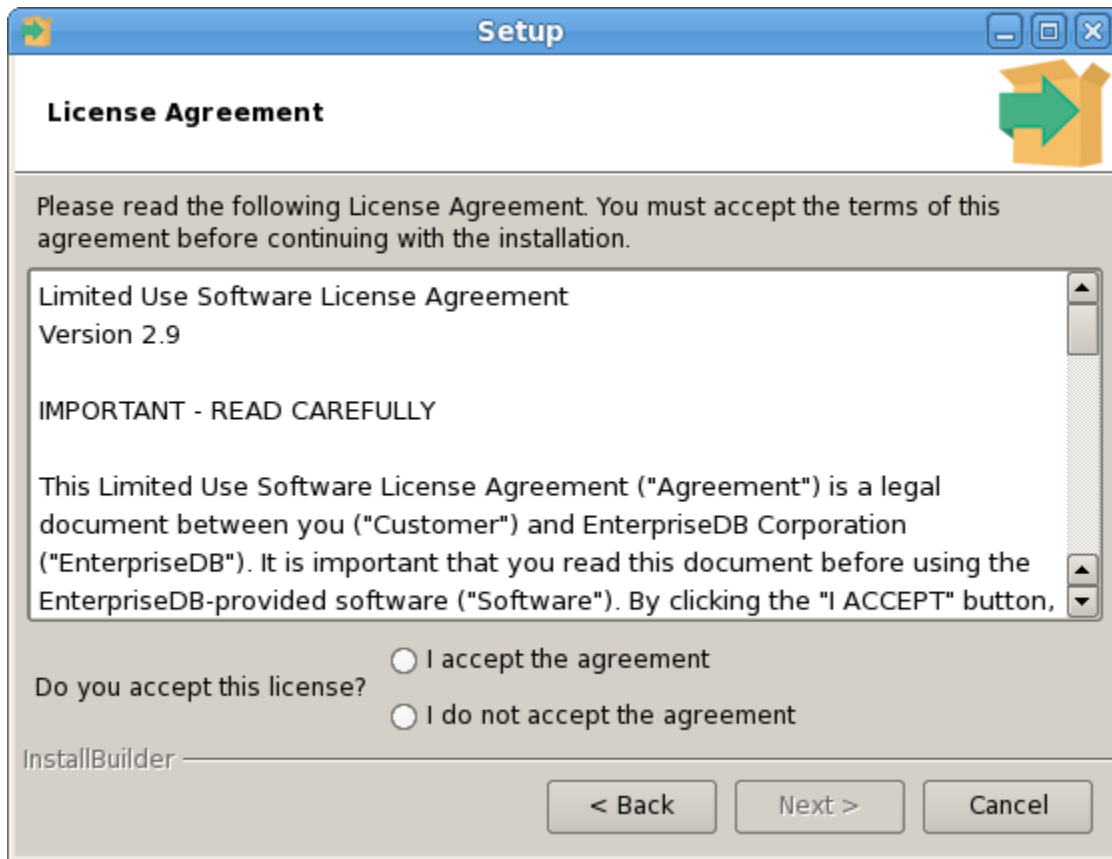 Setup
License Agreement
Please read the following License Agreement. You must accept the terms of this
agreement before continuing with the installation.
Limited Use Software License Agreement
Version 2.9
IMPORTANT - READ CAREFULLY
This Limited Use Software License Agreement ("Agreement") is a legal
document between you ("Customer") and EnterpriseDB Corporation
("EnterpriseDB"). It is important that you read this document before using the
EnterpriseDB-provided software ("Software"). By clicking the "I ACCEPT" button,
Do you accept this license?
I accept the agreement
I do not accept the agreement
InstallBuilder
< Back
Next >
Cancel